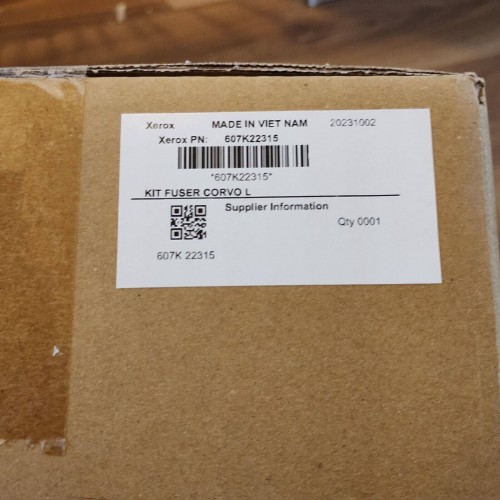 Xerox MADE IN VIET NAM 20231002
Xerox PN: 607K22315
*607K22315*
KIT FUSER CORVO L
Supplier Information
Qty 0001
607K 22315